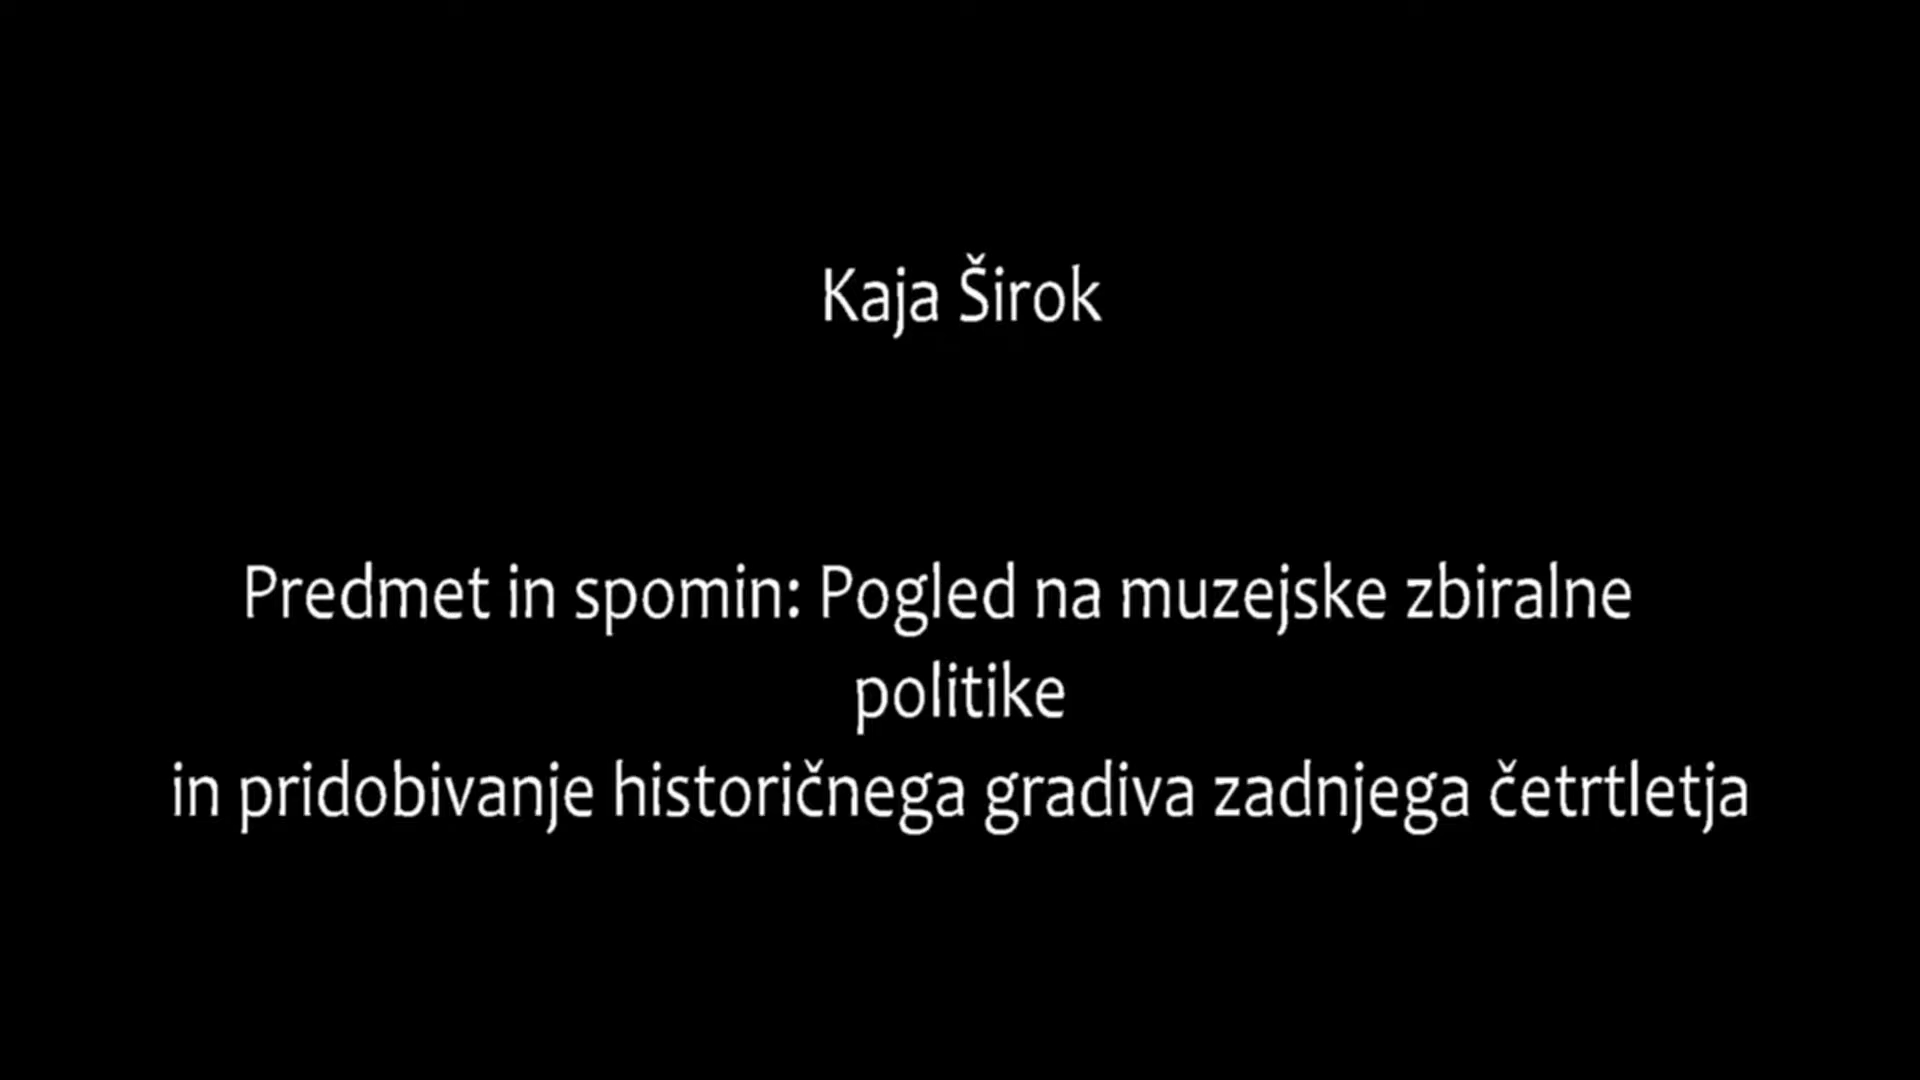 Kaja Širok
Predmet in spomin: Pogled na muzejske zbiralne
politike
in pridobivanje historičnega gradiva zadnjega četrtletja